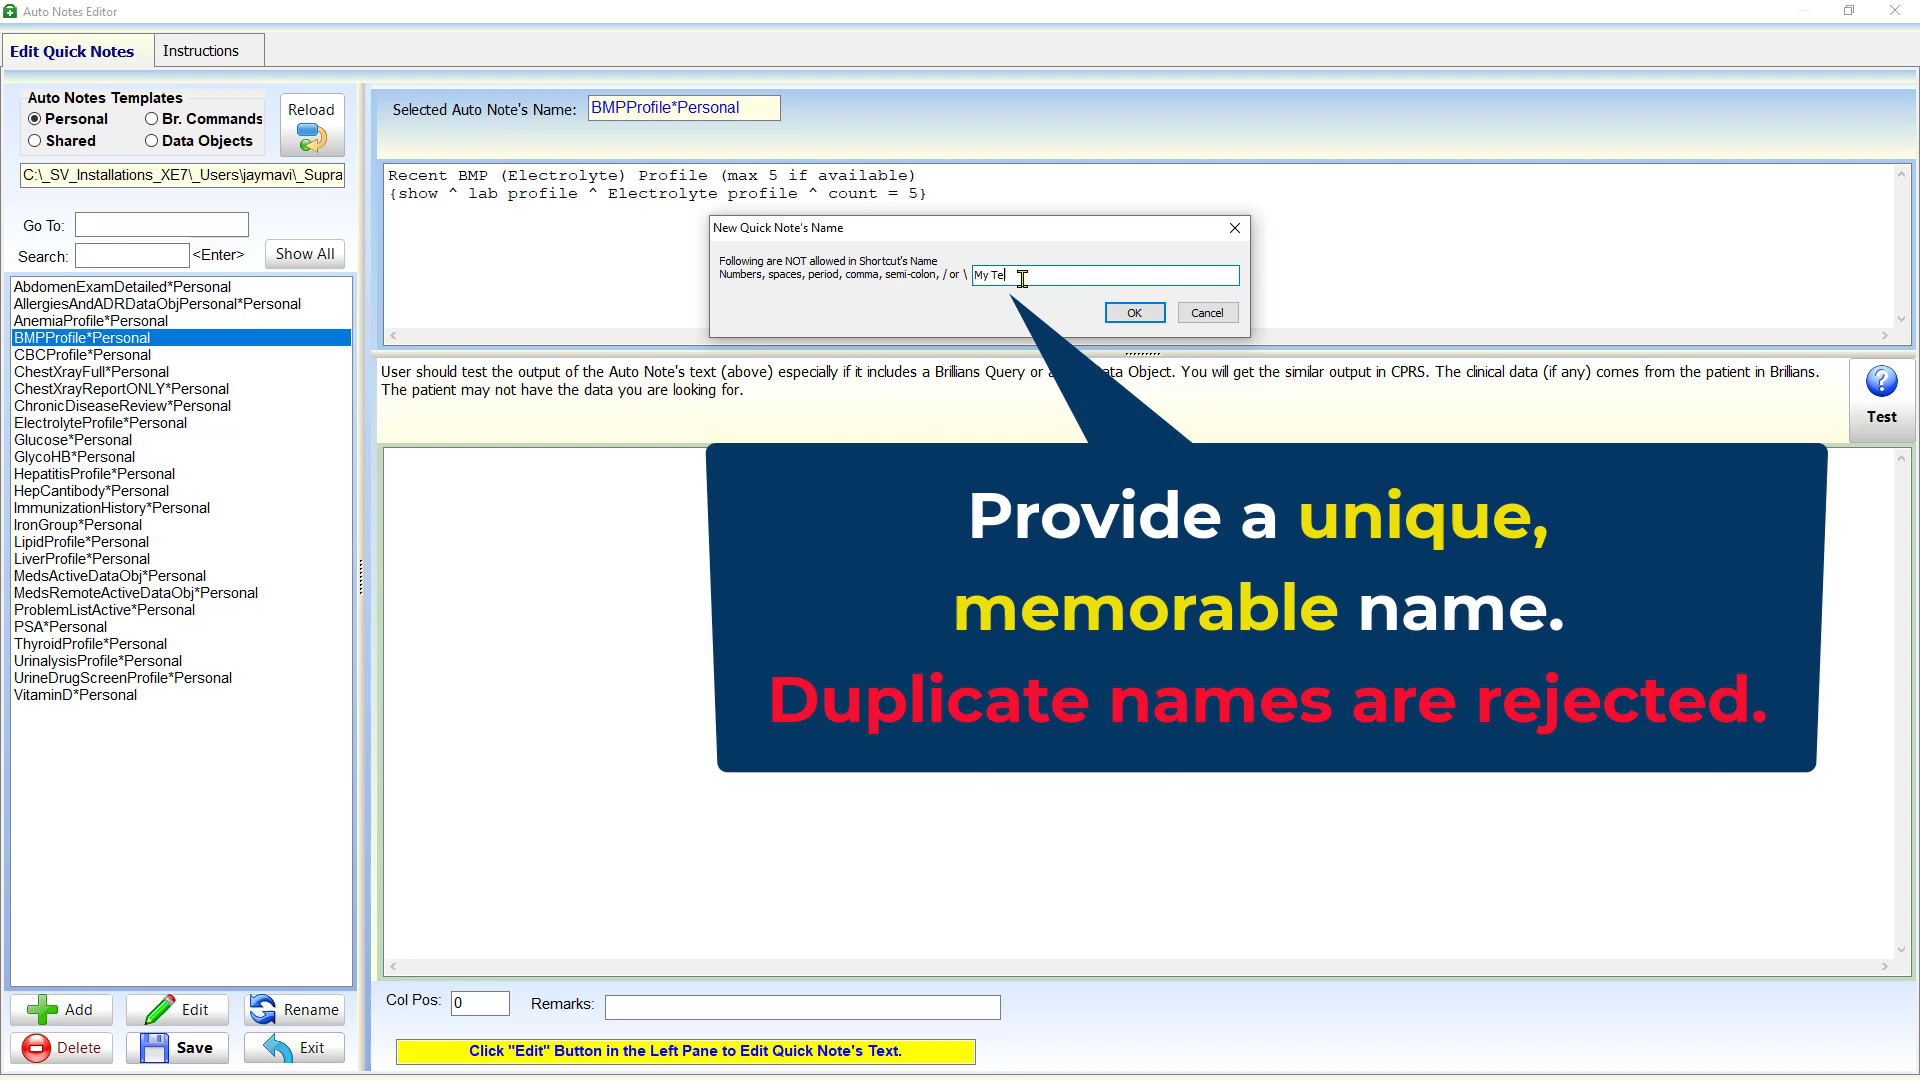 Auto Notes Editor
Edit Quick Notes
Instructions
Auto Notes Templates
Personal
Br. Commands
Shared
Data Objects
Reload
C:\_SV_Installations_XE7\_Users\jaymavi\_Supra
Go To:
Search:
<Enter>
Show All
AbdomenExamDetailed*Personal
AllergiesAndADRDataObjPersonal*Personal
AnemiaProfile*Personal
BMPProfile*Personal
CBCProfile*Personal
ChestXrayFull*Personal
ChestXrayReportONLY*Personal
ChronicDiseaseReview*Personal
ElectrolyteProfile*Personal
Glucose*Personal
GlycoHB*Personal
HepatitisProfile*Personal
HepCantibody*Personal
ImmunizationHistory*Personal
IronGroup*Personal
LipidProfile*Personal
LiverProfile*Personal
MedsActiveDataObj*Personal
MedsRemoteActiveDataObj*Personal
ProblemListActive*Personal
PSA*Personal
ThyroidProfile*Personal
UrinalysisProfile*Personal
UrineDrugScreenProfile*Personal
VitaminD*Personal
Add
Edit
Rename
Delete
Save
Exit
Selected Auto Note's Name:
BMPProfile*Personal
Recent BMP (Electrolyte) Profile (max 5 if available)
{show ^ lab profile ^ Electrolyte profile ^ count = 5}
New Quick Note's Name
Following are NOT allowed in Shortcut's Name
Numbers, spaces, period, comma, semi-colon, / or \
My Te
OK
Cancel
User should test the output of the Auto Note's text (above) especially if it includes a Brillians Query or a ta Object. You will get the similar output in CPRS. The clinical data (if any) comes from the patient in Brillians.
The patient may not have the data you are looking for.
Test
Provide a unique,
memorable name.
Duplicate names are rejected.
Col Pos:
0
Remarks:
Click "Edit" Button in the Left Pane to Edit Quick Note's Text.